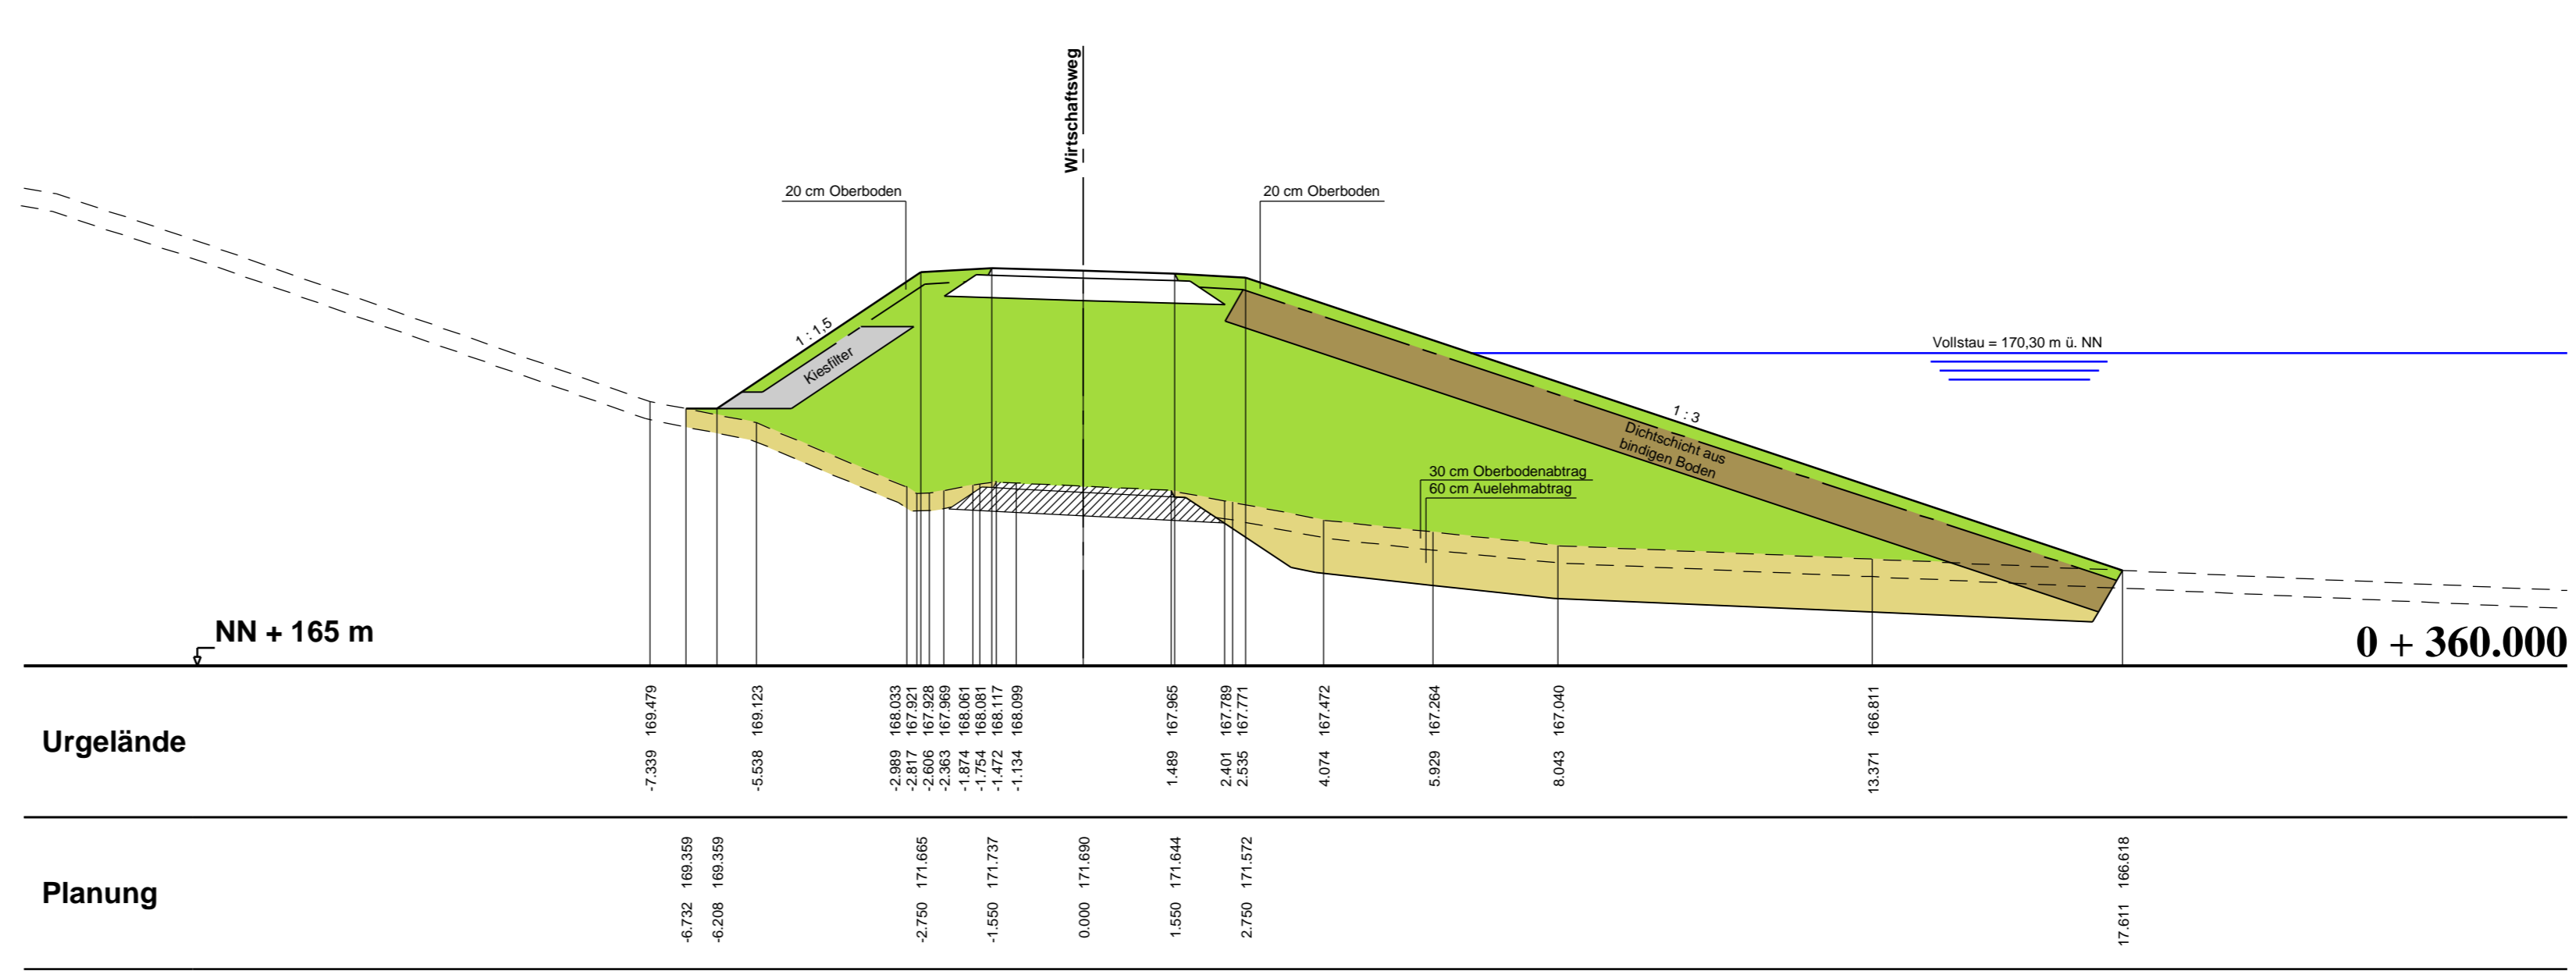 Wirtschaftsweg
20 cm Oberboden
20 cm Oberboden
1 : 1,5
Kiesfilter
Vollstau = 170,30 m ü. NN
1 : 3
Dichtschicht aus
bindigen Boden
30 cm Oberbodenabtrag
60 cm Auelehmabtrag
NN + 165 m
0 + 360.000
Urgelände
-7.339 169.479
-5.538 169.123
-2.989 168.033
-2.817 167.921
-2.606 167.928
-2.363 167.969
-1.874 168.061
-1.754 168.081
-1.472 168.117
-1.134 168.099
1.489 167.965
2.401 167.789
2.535 167.771
4.074 167.472
5.929 167.264
8.043 167.040
13.371 166.811
Planung
-6.732 169.359
-6.208 169.359
-2.750 171.665
-1.550 171.737
0.000 171.690
1.550 171.644
2.750 171.572
17.611 166.618